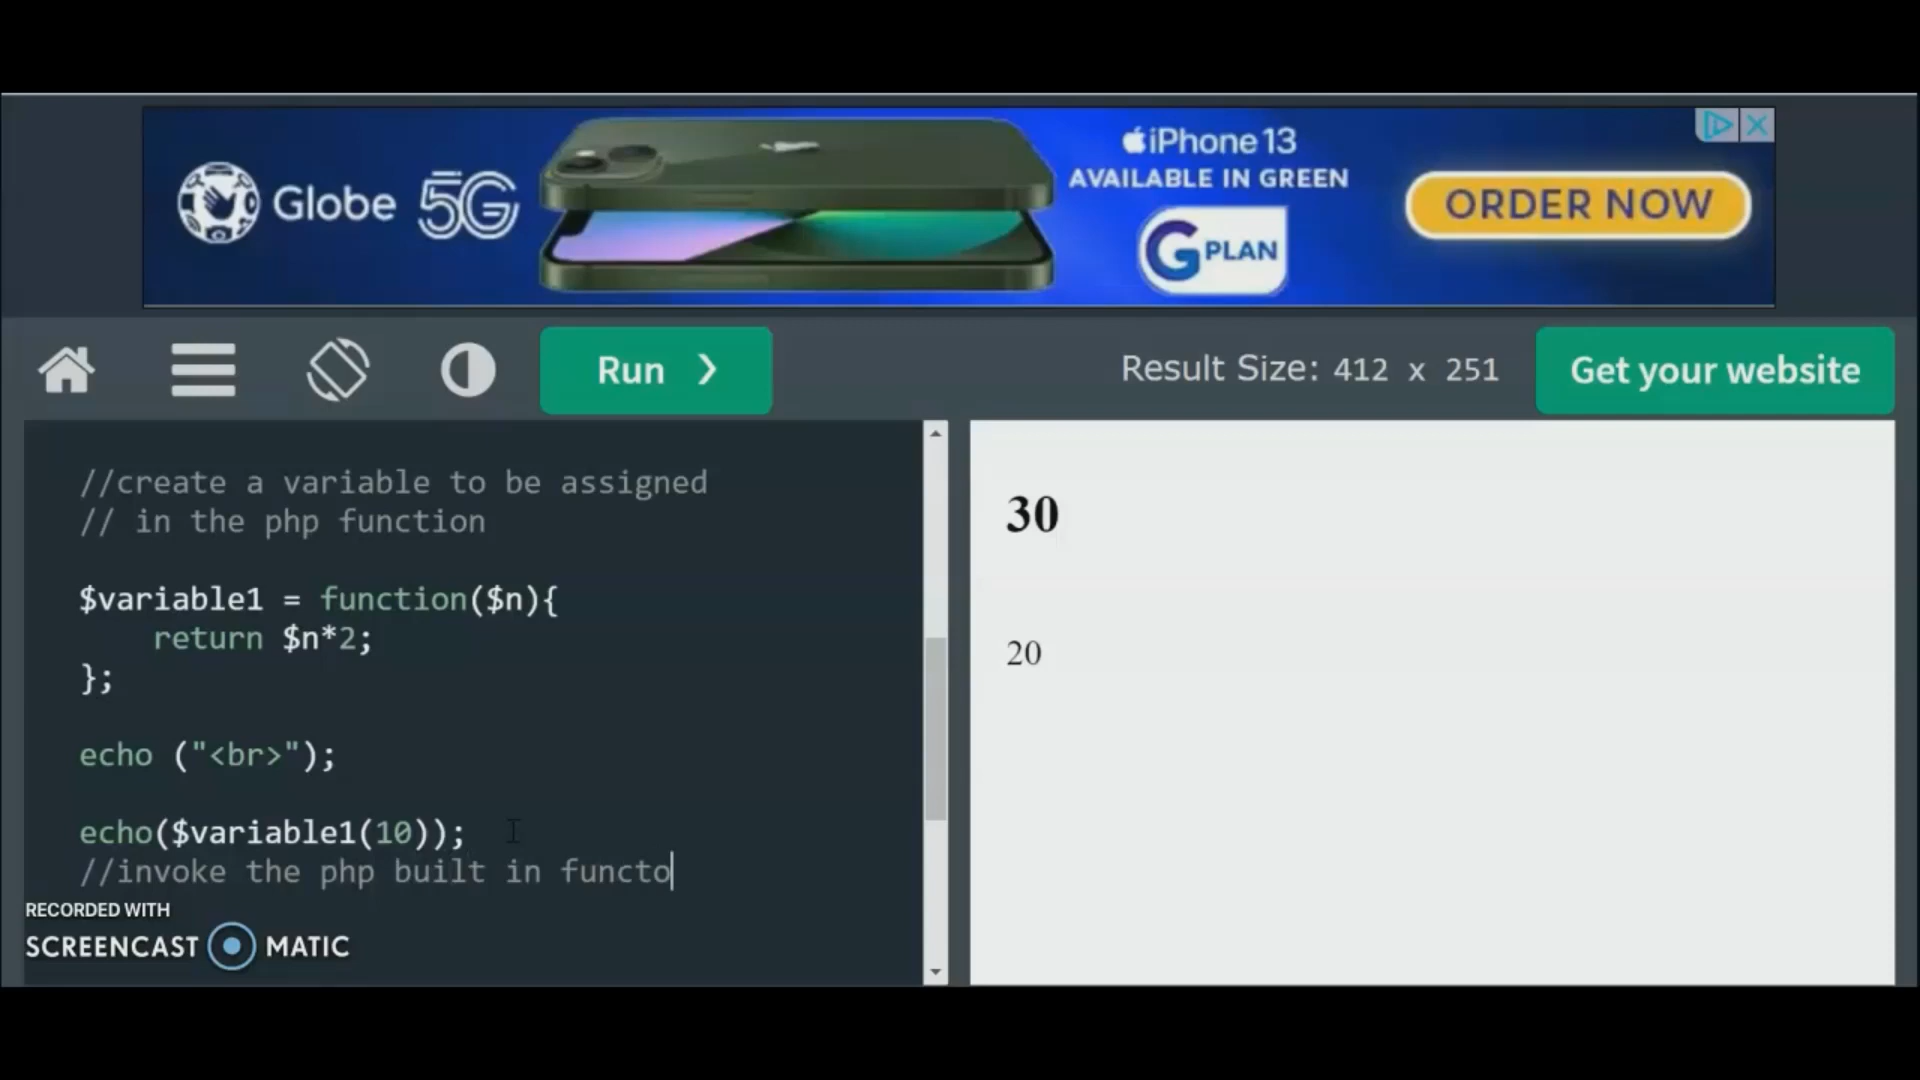 Globe 5G
iPhone 13
AVAILABLE IN GREEN
G PLAN
ORDER NOW
Run
Result Size: 412 x 251
Get your website
//create a variable to be assigned
// in the php function
$variable1 = function($n){
return $n*2;
};
echo ("<br>");
echo($variable1(10));
//invoke the php built in functo
30
20
RECORDED WITH
SCREENCAST MATIC